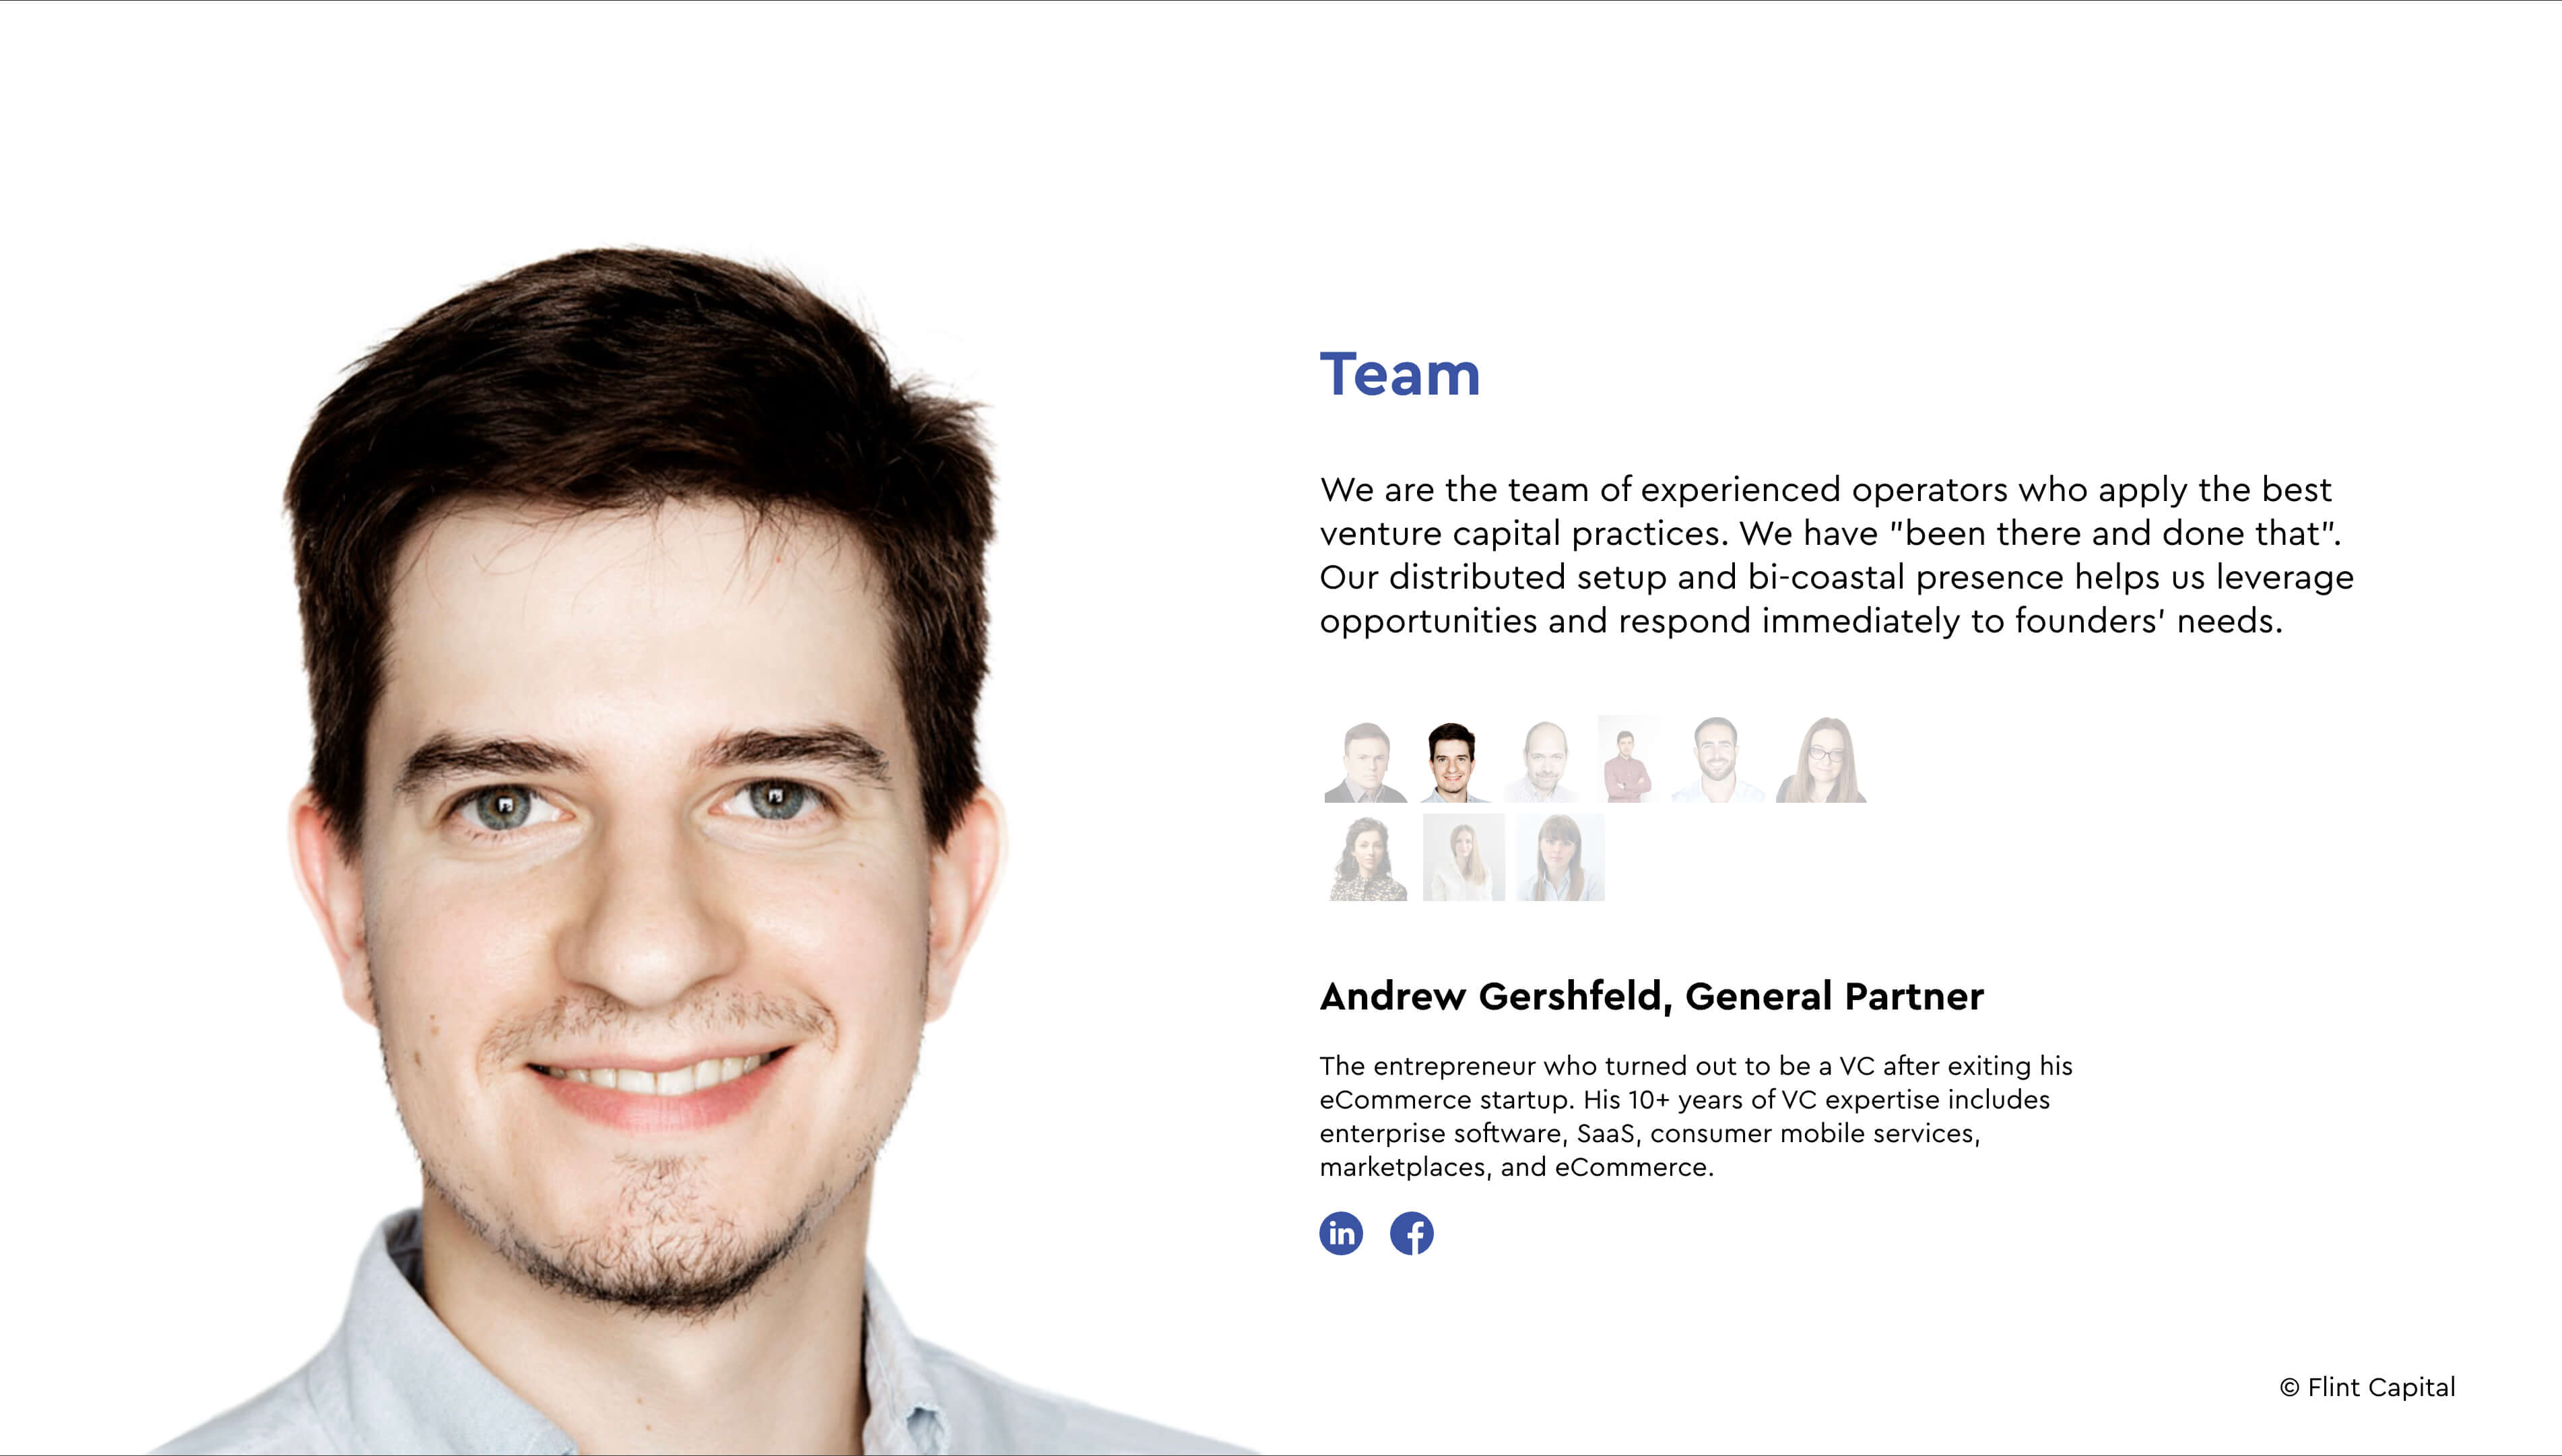 Team
We are the team of experienced operators who apply the best
venture capital practices. We have "been there and done that".
Our distributed setup and bi-coastal presence helps us leverage
opportunities and respond immediately to founders' needs.
Andrew Gershfeld, General Partner
The entrepreneur who turned out to be a VC after exiting his
eCommerce startup. His 10+ years of VC expertise includes
enterprise software, SaaS, consumer mobile services,
marketplaces, and eCommerce.
in f
© Flint Capital